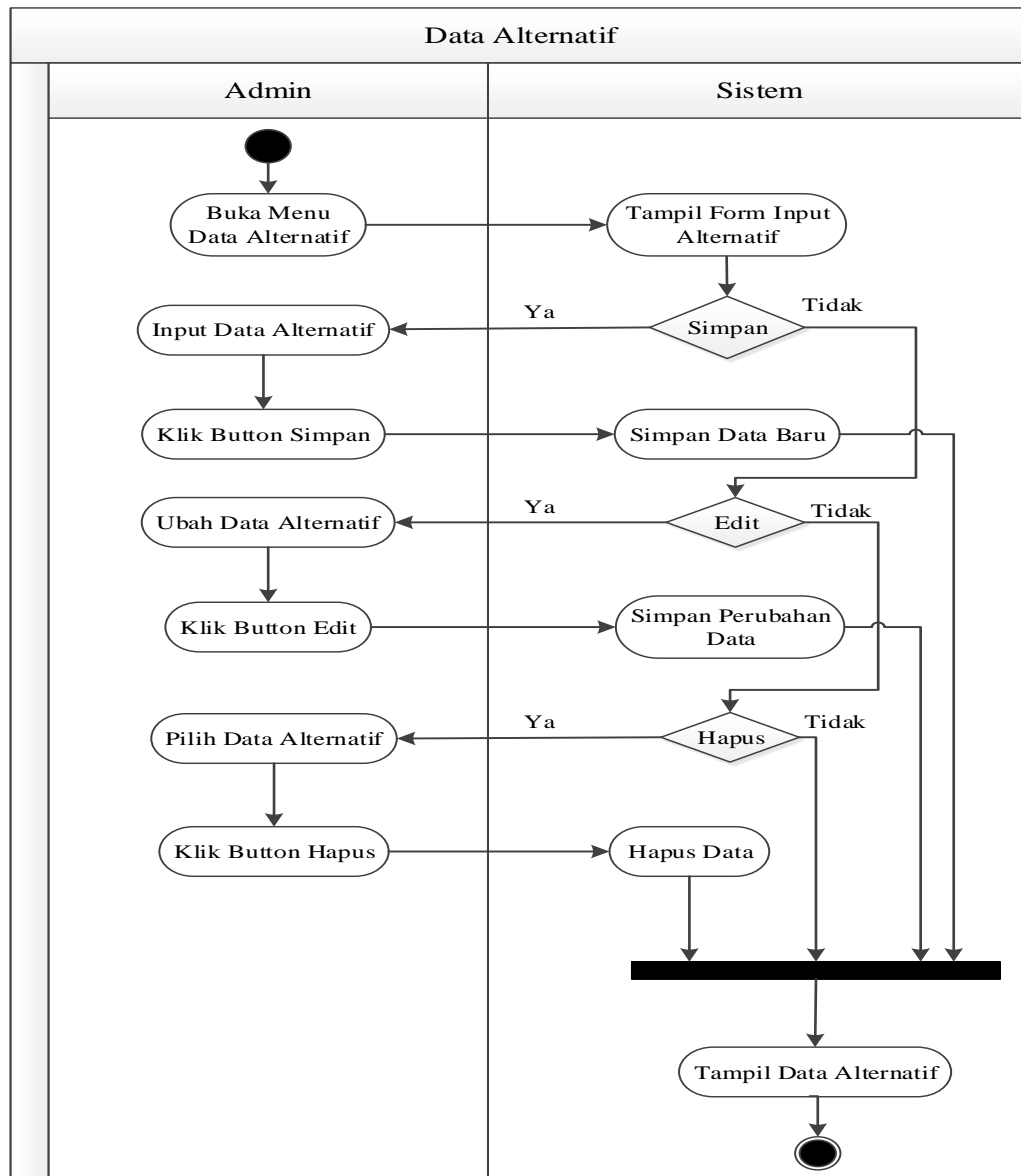 Data Alternatif
Admin
Sistem
Buka Menu
Data Alternatif
Tampil Form Input
Alternatif
Simpan
Ya
Tidak
Input Data Alternatif
Klik Button Simpan
Simpan Data Baru
Edit
Ya
Tidak
Ubah Data Alternatif
Klik Button Edit
Simpan Perubahan
Data
Hapus
Ya
Tidak
Pilih Data Alternatif
Klik Button Hapus
Hapus Data
Tampil Data Alternatif